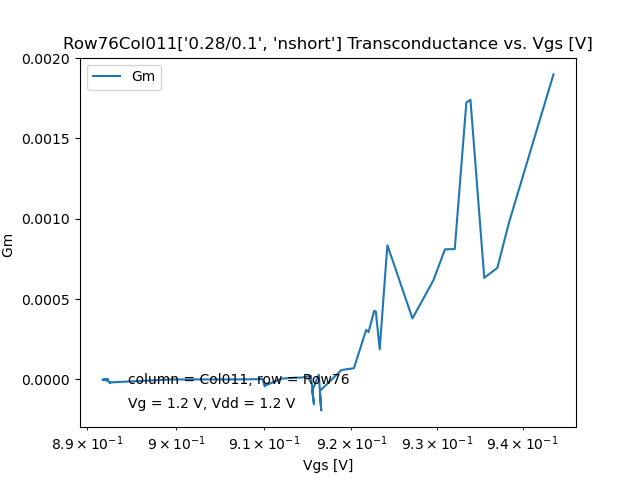 Row76Col011['0.28/0.1', 'nshort'] Transconductance vs. Vgs [V]
Gm
0.0020
0.0015
0.0010
0.0005
0.0000
Gm
column = Col011, row = Row76
Vg = 1.2 V, Vdd = 1.2 V
8.9 × 10⁻¹ 9 × 10⁻¹ 9.1 × 10⁻¹ 9.2 × 10⁻¹ 9.3 × 10⁻¹ 9.4 × 10⁻¹
Vgs [V]